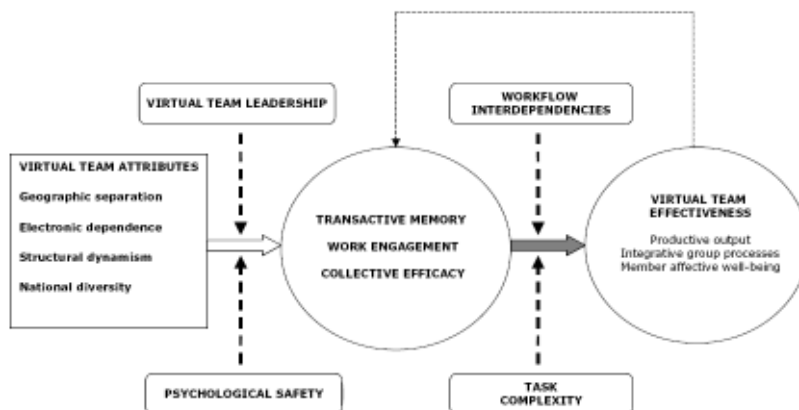 VIRTUAL TEAM LEADERSHIP
WORKFLOW
INTERDEPENDENCIES
VIRTUAL TEAM ATTRIBUTES
Geographic separation
Electronic dependence
Structural dynamism
National diversity
TRANSACTIVE MEMORY
WORK ENGAGEMENT
COLLECTIVE EFFICACY
VIRTUAL TEAM
EFFECTIVENESS
Productive output
Integrative group processes
Member affective well-being
PSYCHOLOGICAL SAFETY
TASK
COMPLEXITY